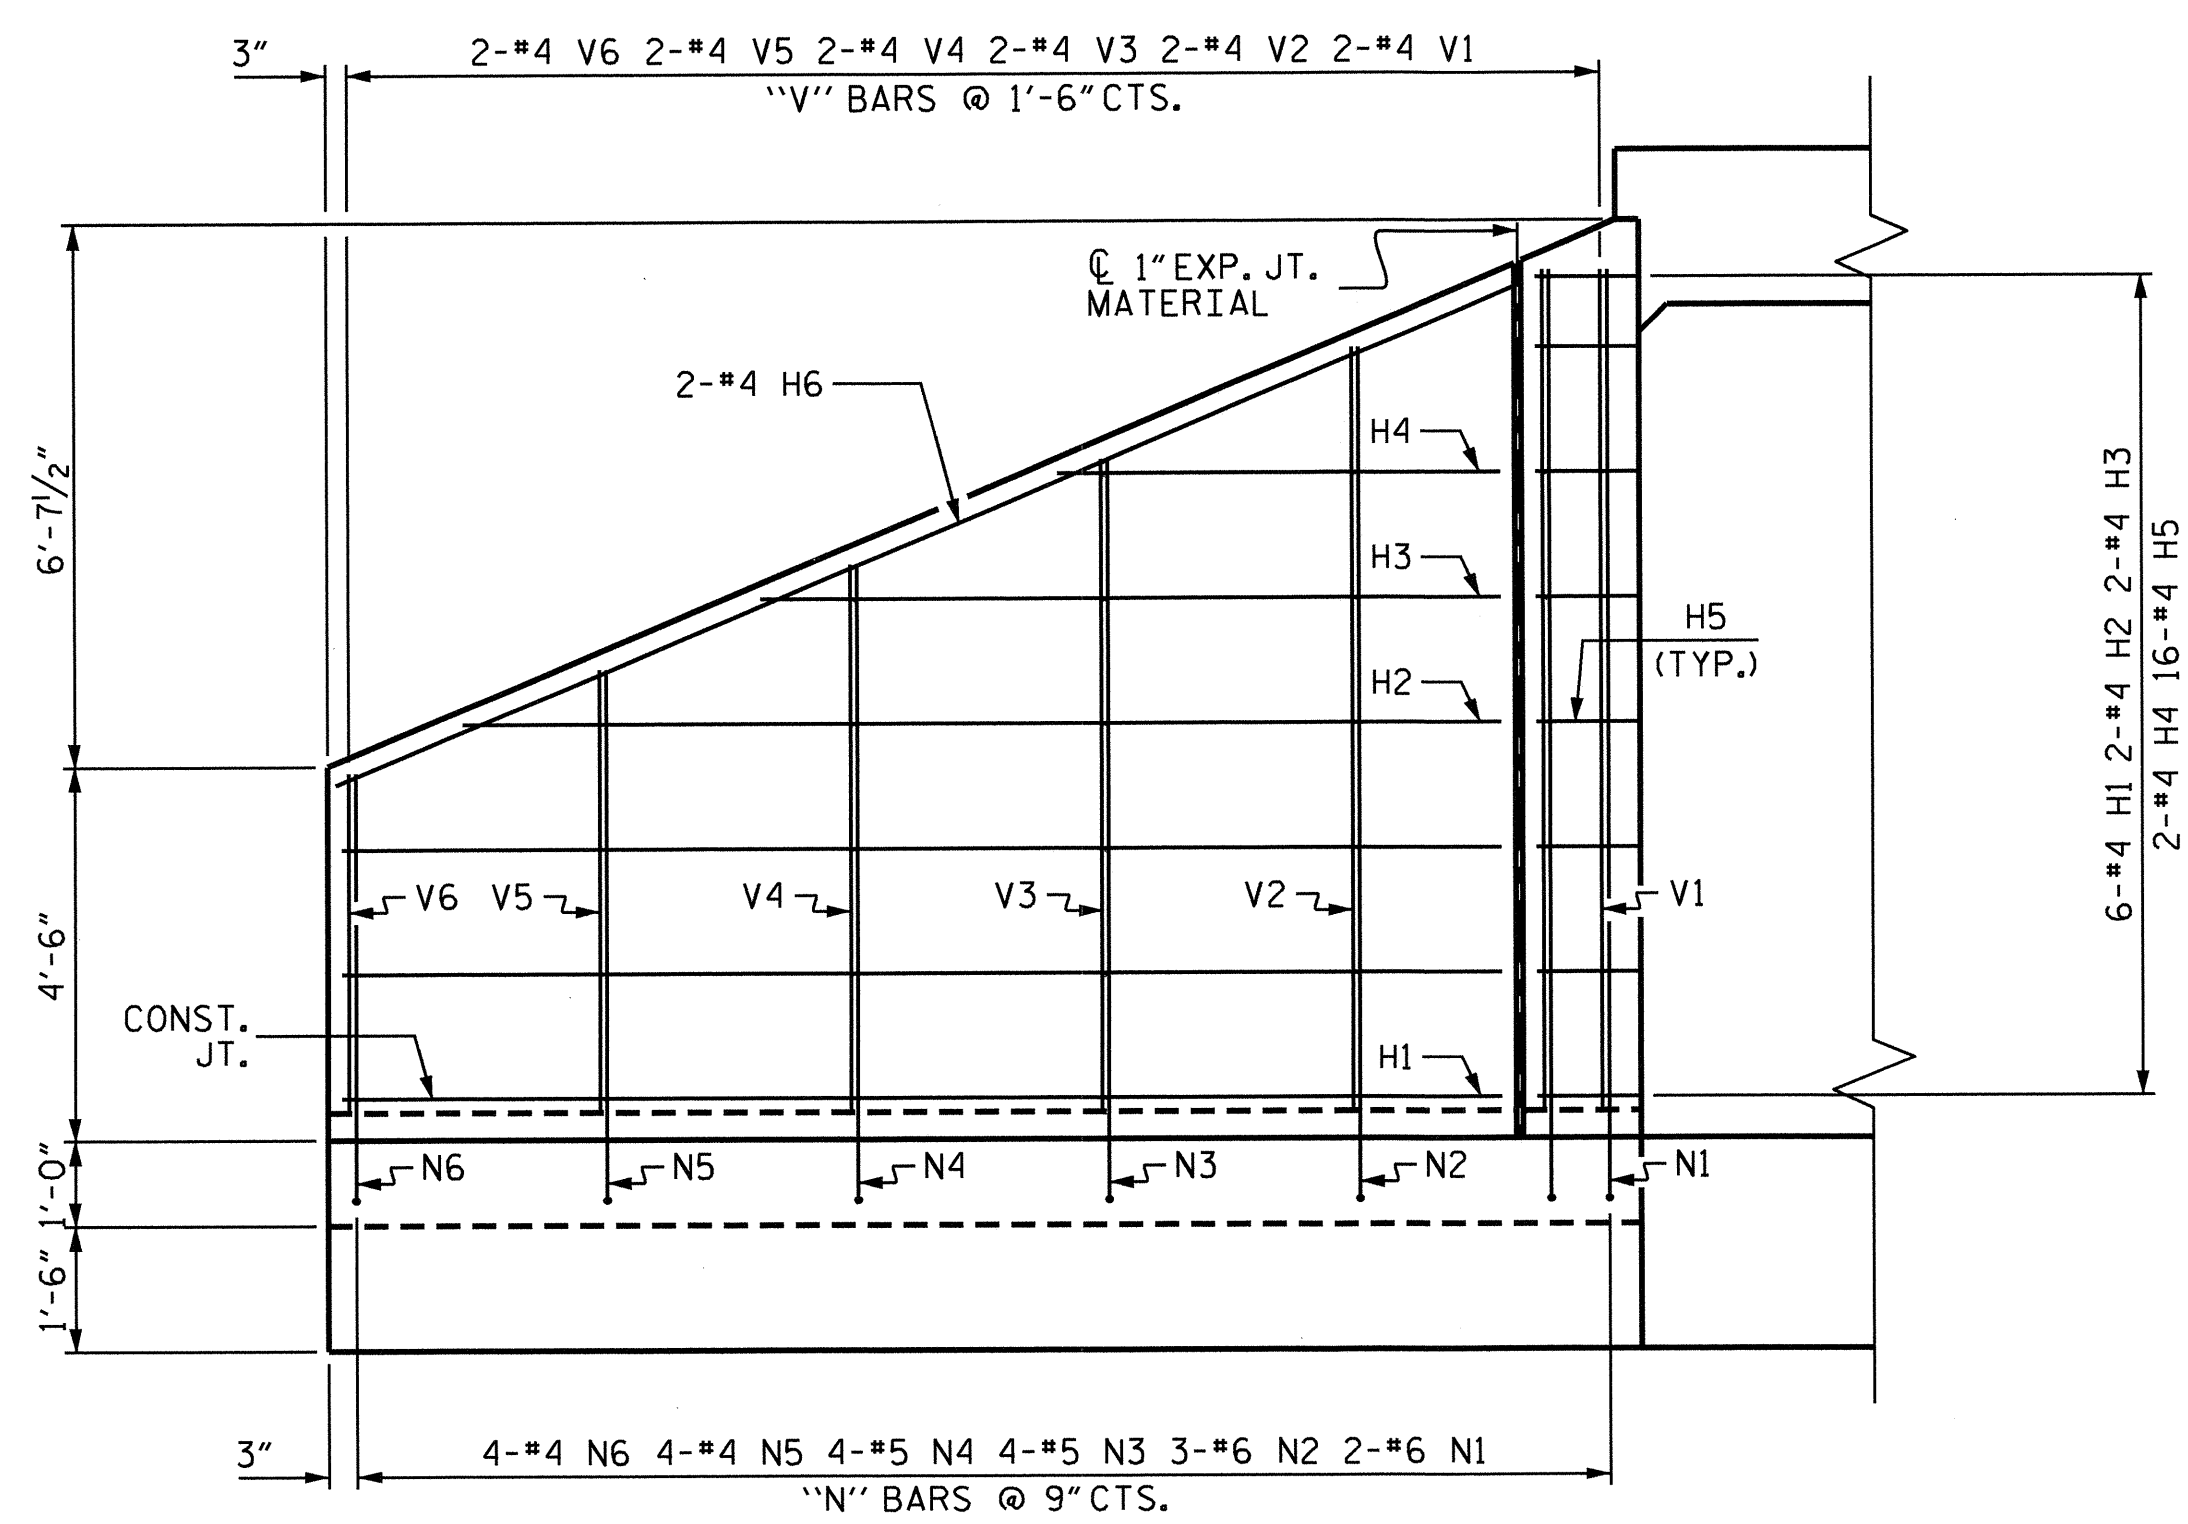 3"
2-#4 V6 2-#4 V5 2-#4 V4 2-#4 V3 2-#4 V2 2-#4 V1
"V" BARS @ 1'-6" CTS.
℄ 1" EXP. JT.
MATERIAL
2-#4 H6
H4
6'-7 1/2"
H3
H5
(TYP.)
H2
6-#4 H1 2-#4 H2 2-#4 H3
2-#4 H4 16-#4 H5
V6
V5
V4
V3
V2
V1
4'-6"
CONST.
JT.
H1
N6
N5
N4
N3
N2
N1
1'-0"
1'-6"
3"
4-#4 N6 4-#4 N5 4-#5 N4 4-#5 N3 3-#6 N2 2-#6 N1
"N" BARS @ 9" CTS.